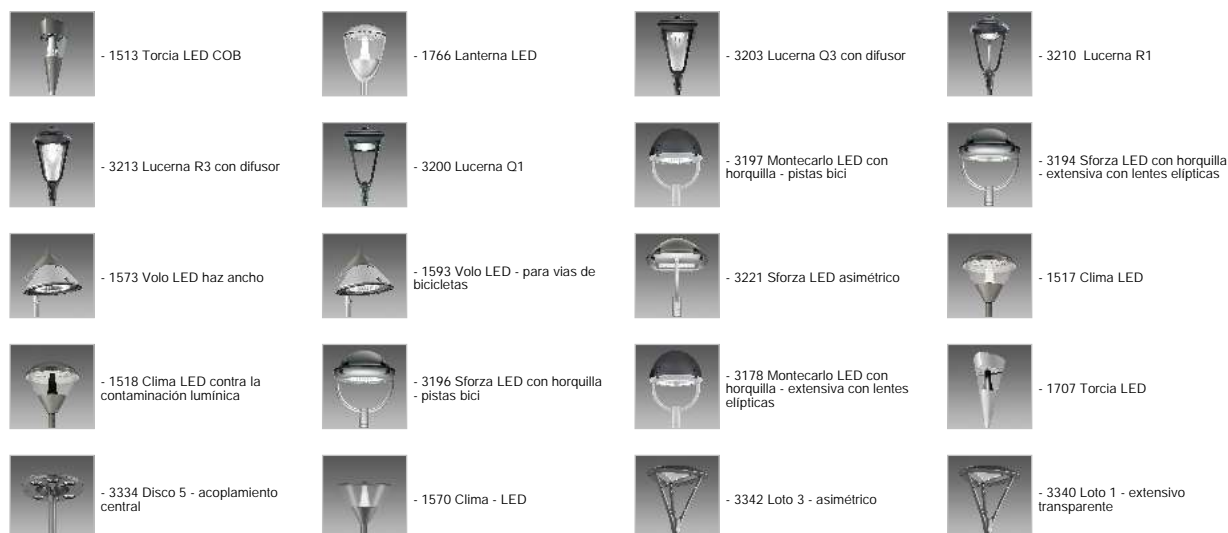 - 1513 Torcia LED COB
- 1766 Lanterna LED
- 3203 Lucerna Q3 con difusor
- 3210 Lucerna R1
- 3213 Lucerna R3 con difusor
- 3200 Lucerna Q1
- 3197 Montecarlo LED con
horquilla - pistas bici
- 3194 Sforza LED con horquilla
- extensiva con lentes elípticas
- 1573 Volo LED haz ancho
- 1593 Volo LED - para vias de
bicicletas
- 3221 Sforza LED asimétrico
- 1517 Clima LED
- 1518 Clima LED contra la
contaminación lumínica
- 3196 Sforza LED con horquilla
- pistas bici
- 3178 Montecarlo LED con
horquilla - extensiva con lentes
elípticas
- 1707 Torcia LED
- 3334 Disco 5 - acoplamiento
central
- 1570 Clima - LED
- 3342 Loto 3 - asimétrico
- 3340 Loto 1 - extensivo
transparente